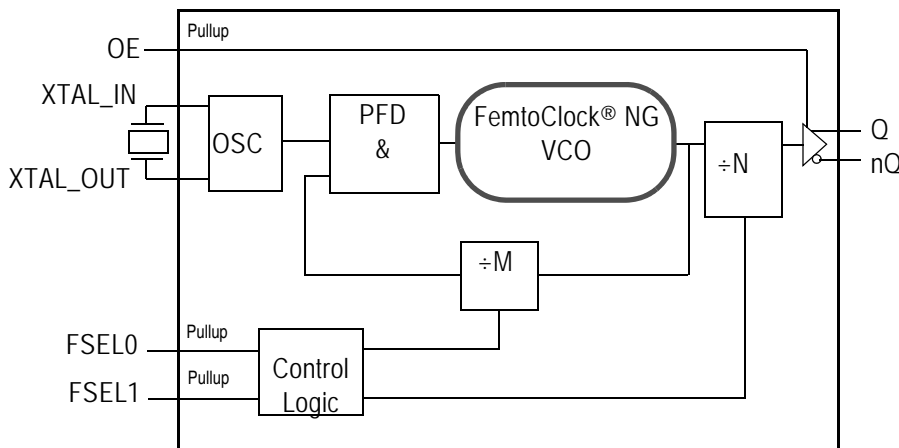 Pullup
OE
XTAL_IN
OSC
XTAL_OUT
PFD
&
FemtoClock® NG
VCO
÷N
Q
nQ
÷M
Pullup
FSEL0
Pullup
FSEL1
Control
Logic